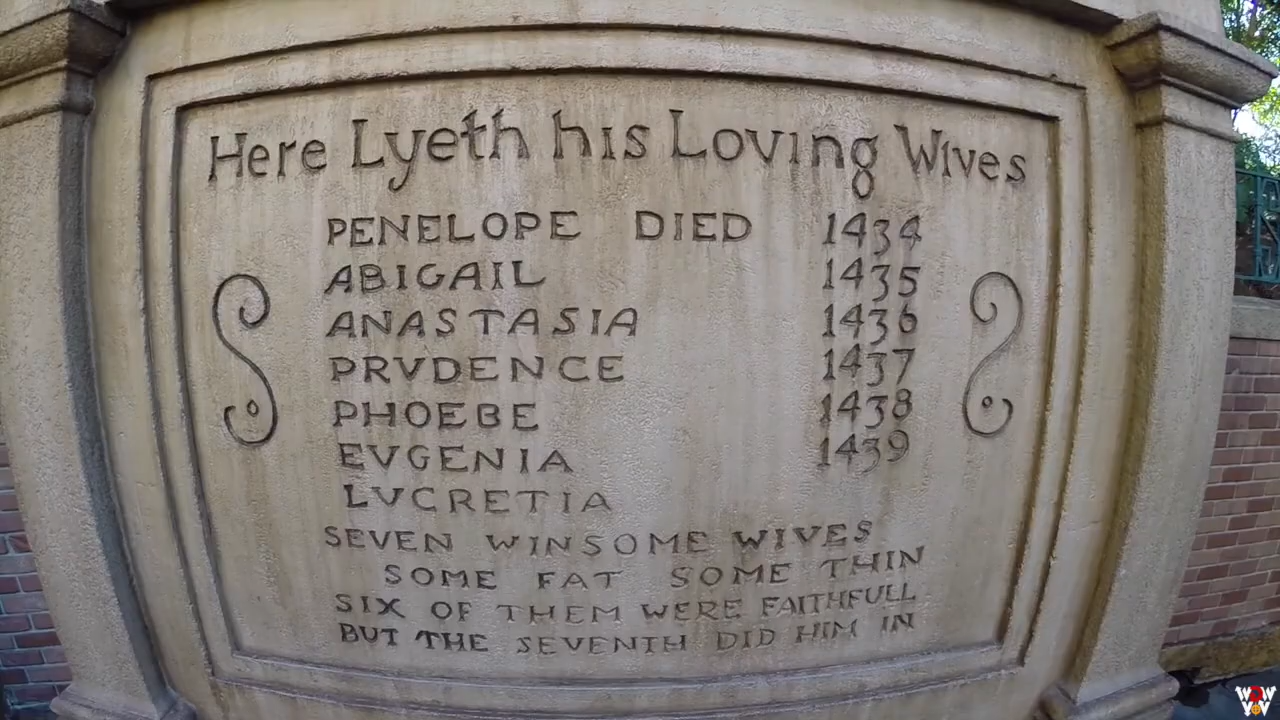 Here Lyeth his Loving Wives
PENELOPE DIED 1434
ABIGAIL 1435
ANASTASIA 1436
PRVDENCE 1437
PHOEBE 1438
EVGENIA 1439
LVCRETIA
SEVEN WINSOME WIVES
SOME FAT SOME THIN
SIX OF THEM WERE FAITHFULL
BUT THE SEVENTH DID HIM IN